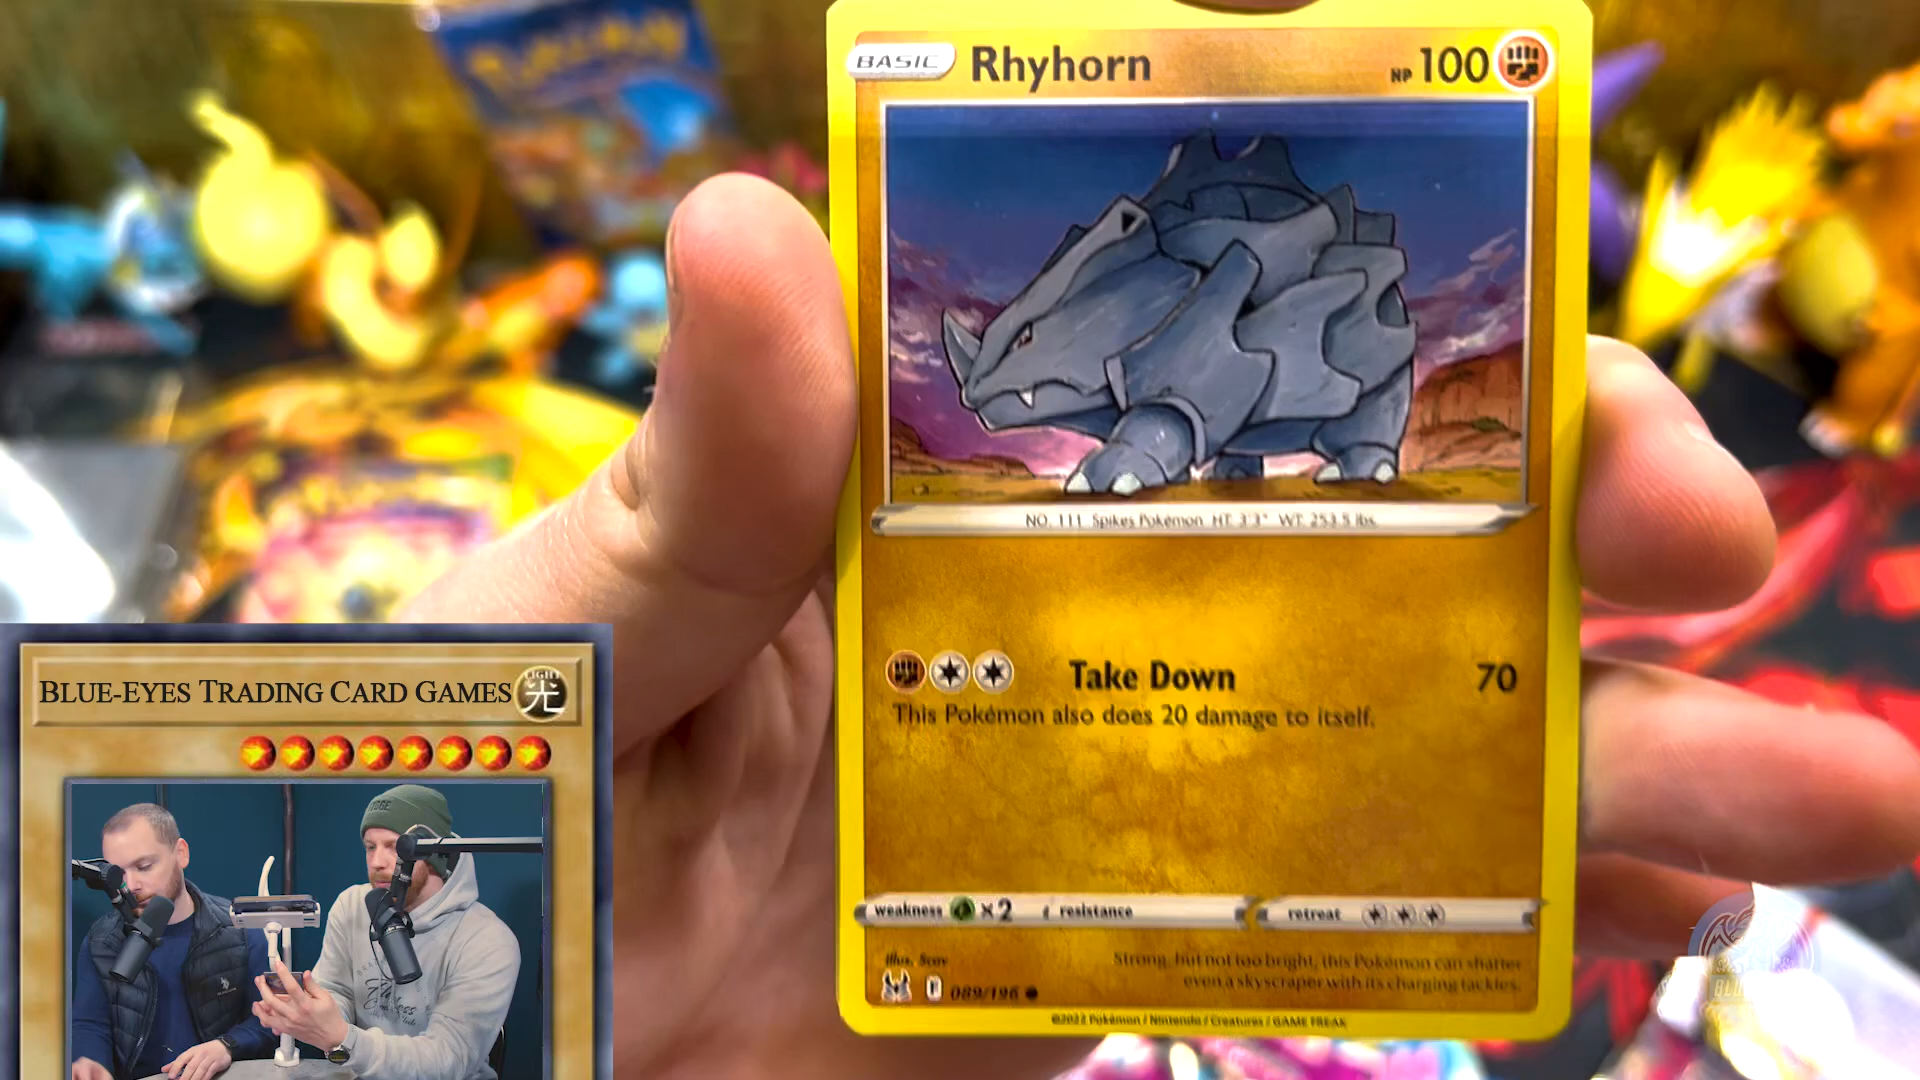 Pokémon
BASIC
Rhyhorn
HP 100
NO. 111 Spikes Pokémon HT: 3'3" WT: 253.5 lbs.
Take Down
70
This Pokémon also does 20 damage to itself.
weakness ×2 resistance retreat
Illus. Scav
Strong, but not too bright, this Pokémon can shatter
even a skyscraper with its charging tackles.
F 089/196
©2022 Pokémon / Nintendo / Creatures / GAME FREAK
BLUE-EYES TRADING CARD GAMES
LIGHT
光